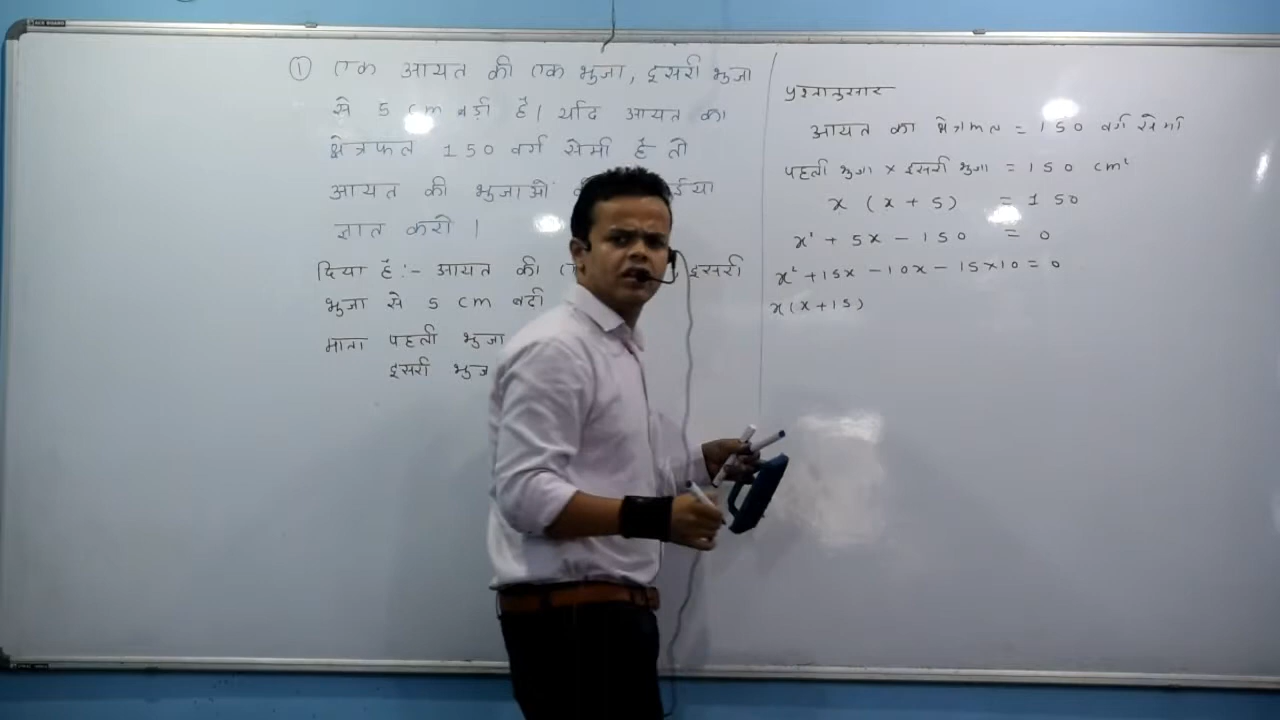 ① एक आयत की एक भुजा, दूसरी भुजा
से 5 cm बड़ी है। यदि आयत का
क्षेत्रफल 150 वर्ग सेमी है तो
आयत की भुजाओं
ज्ञात करो।
दिया है:- आयत की दूसरी
भुजा से 5 cm बड़ी
माना पहली भुजा
दूसरी
प्रश्नानुसार
आयत का क्षेत्रफल = 150 वर्ग सेमी
पहली भुजा × दूसरी भुजा = 150 cm²
x (x + 5) = 150
x² + 5x - 150 = 0
x² + 15x - 10x - 15×10 = 0
x(x+15)